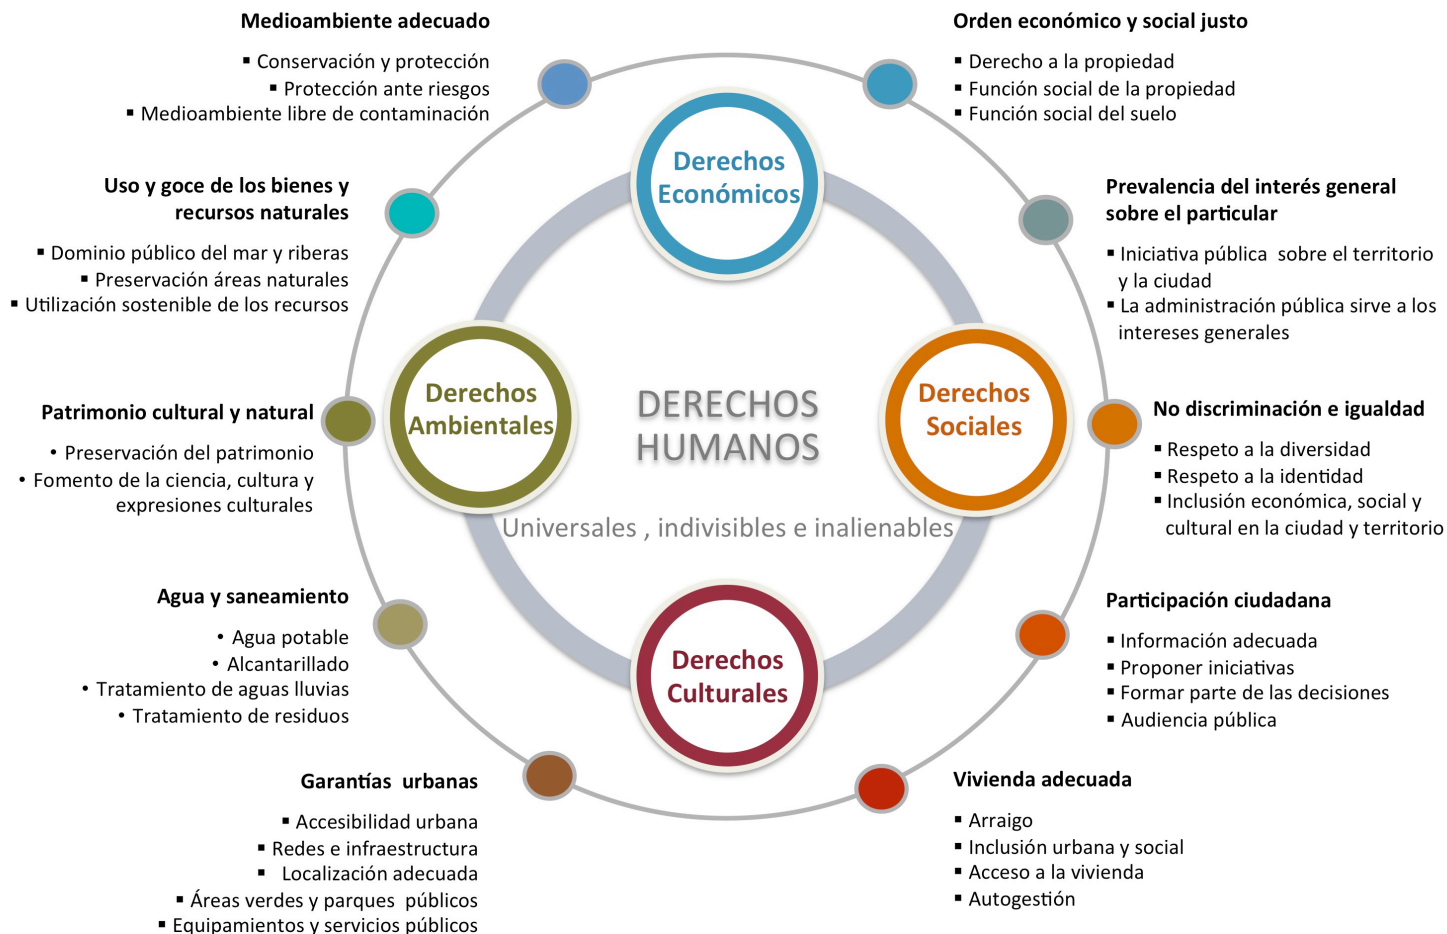 Medioambiente adecuado
▪ Conservación y protección
▪ Protección ante riesgos
▪ Medioambiente libre de contaminación
Uso y goce de los bienes y
recursos naturales
▪ Dominio público del mar y riberas
▪ Preservación áreas naturales
▪ Utilización sostenible de los recursos
Patrimonio cultural y natural
• Preservación del patrimonio
• Fomento de la ciencia, cultura y
expresiones culturales
Agua y saneamiento
• Agua potable
• Alcantarillado
• Tratamiento de aguas lluvias
• Tratamiento de residuos
Garantías urbanas
▪ Accesibilidad urbana
▪ Redes e infraestructura
▪ Localización adecuada
▪ Áreas verdes y parques públicos
▪ Equipamientos y servicios públicos
Derechos
Económicos
Derechos
Ambientales
DERECHOS
HUMANOS
Universales , indivisibles e inalienables
Derechos
Sociales
Derechos
Culturales
Orden económico y social justo
▪ Derecho a la propiedad
▪ Función social de la propiedad
▪ Función social del suelo
Prevalencia del interés general
sobre el particular
▪ Iniciativa pública sobre el territorio
y la ciudad
▪ La administración pública sirve a los
intereses generales
No discriminación e igualdad
▪ Respeto a la diversidad
▪ Respeto a la identidad
▪ Inclusión económica, social y
cultural en la ciudad y territorio
Participación ciudadana
▪ Información adecuada
▪ Proponer iniciativas
▪ Formar parte de las decisiones
▪ Audiencia pública
Vivienda adecuada
▪ Arraigo
▪ Inclusión urbana y social
▪ Acceso a la vivienda
▪ Autogestión